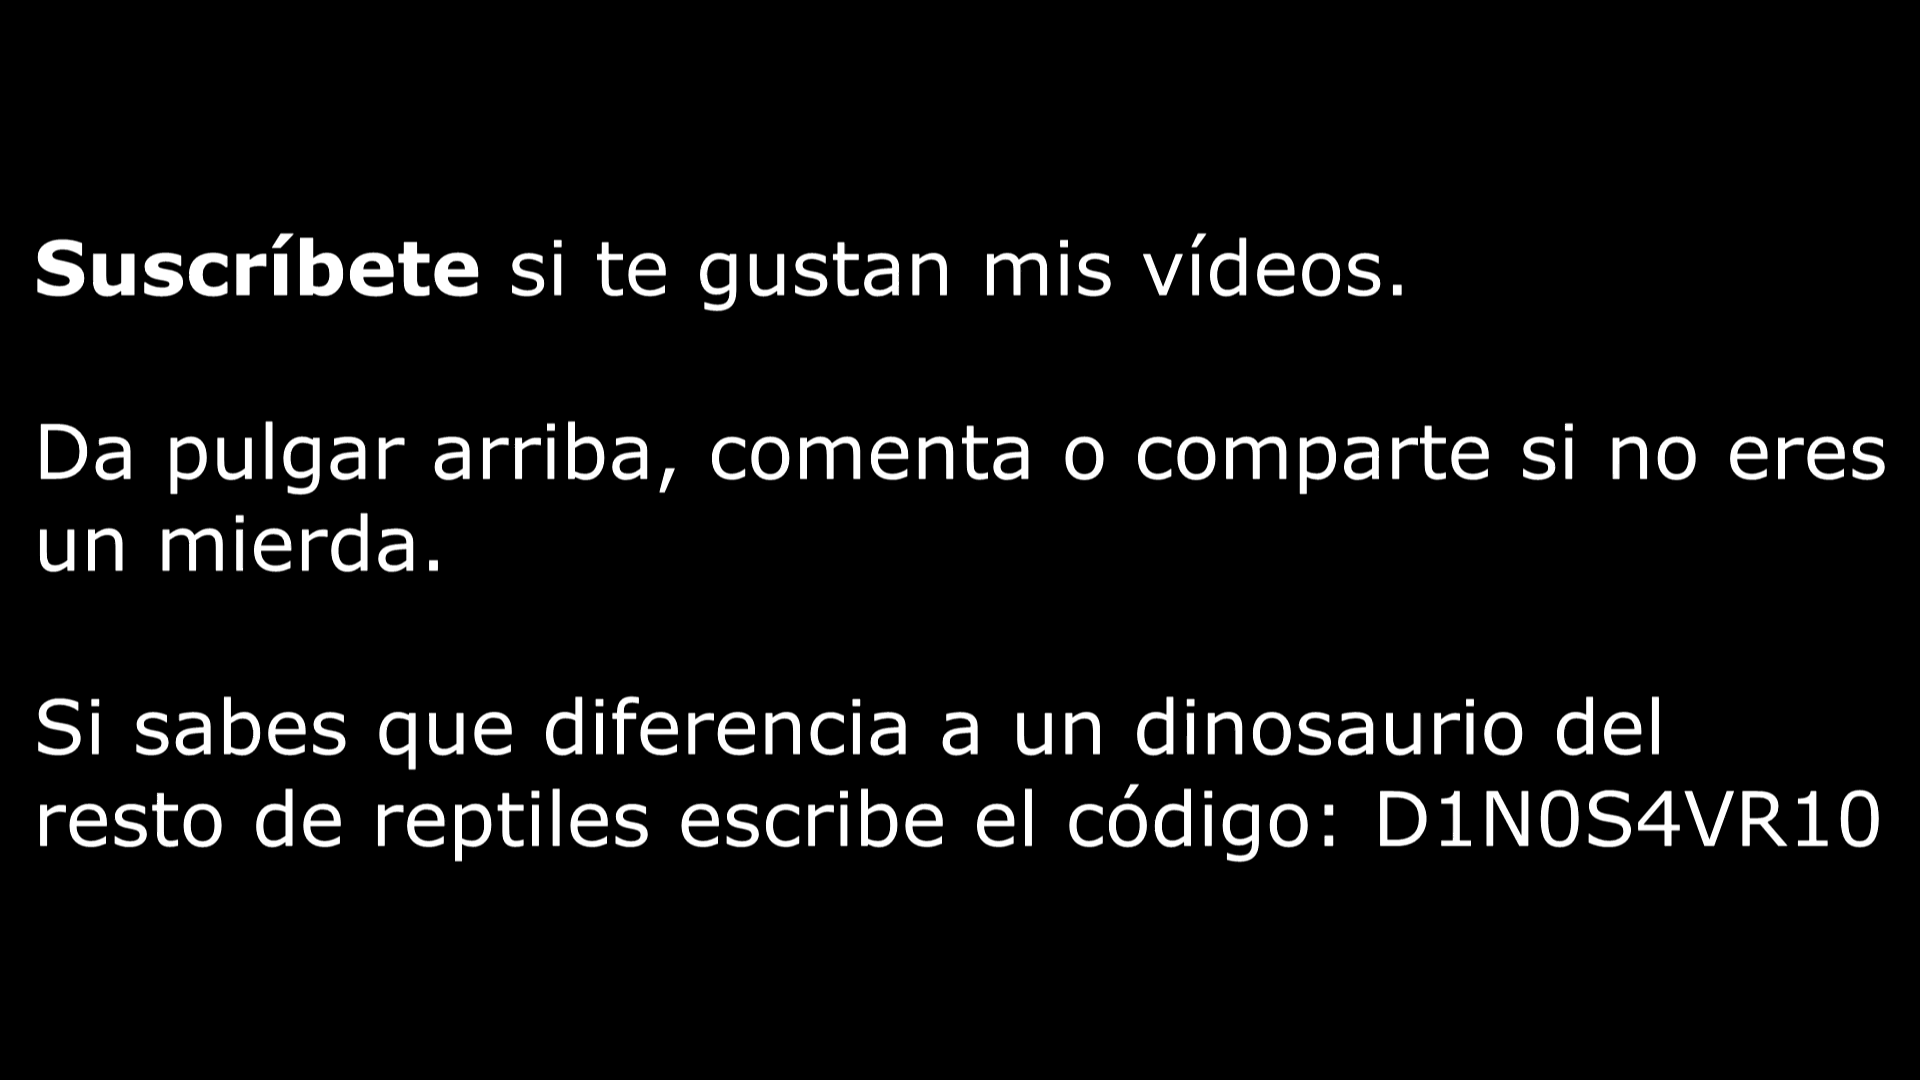 Suscríbete si te gustan mis vídeos.
Da pulgar arriba, comenta o comparte si no eres
un mierda.
Si sabes que diferencia a un dinosaurio del
resto de reptiles escribe el código: D1N0S4VR10